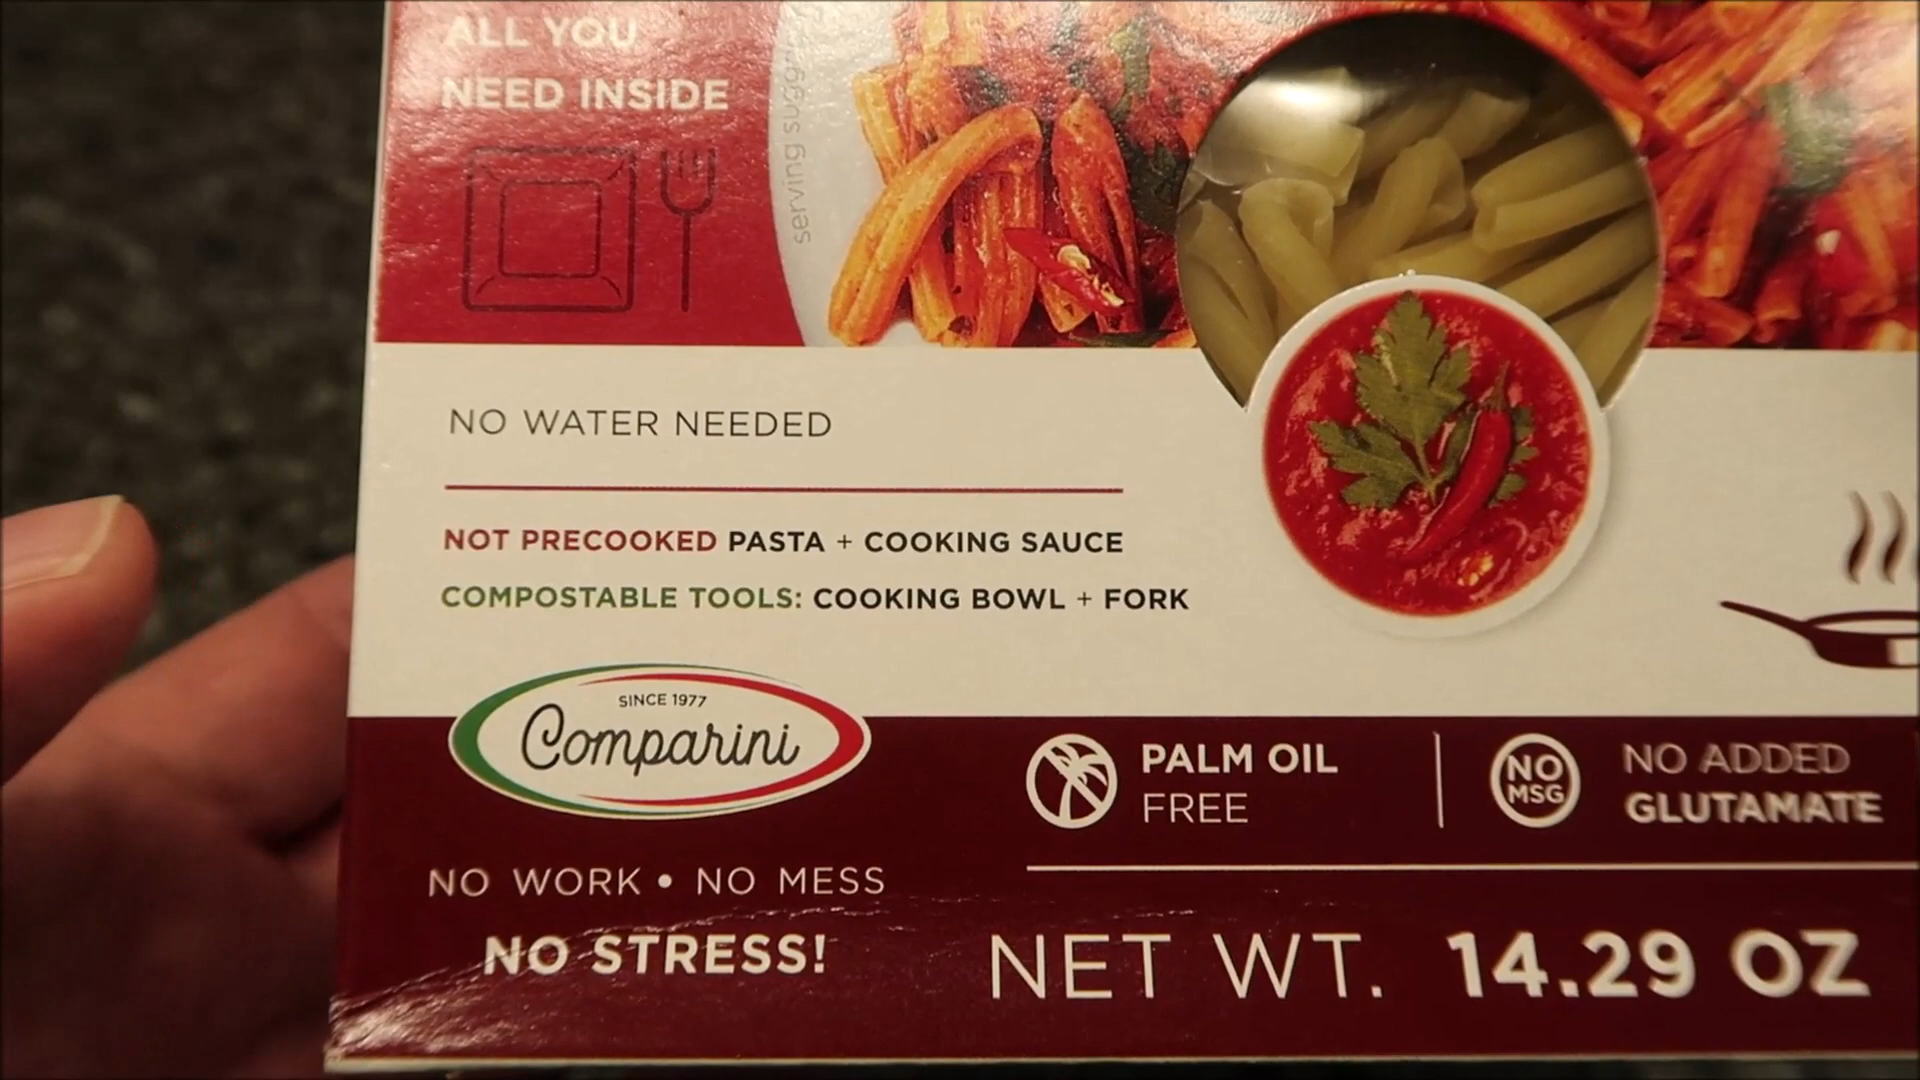 ALL YOU
NEED INSIDE
serving
NO WATER NEEDED
NOT PRECOOKED PASTA + COOKING SAUCE
COMPOSTABLE TOOLS: COOKING BOWL + FORK
SINCE 1977
Comparini
NO WORK • NO MESS
NO STRESS!
PALM OIL
FREE
NO
MSG
NO ADDED
GLUTAMATE
NET WT. 14.29 OZ